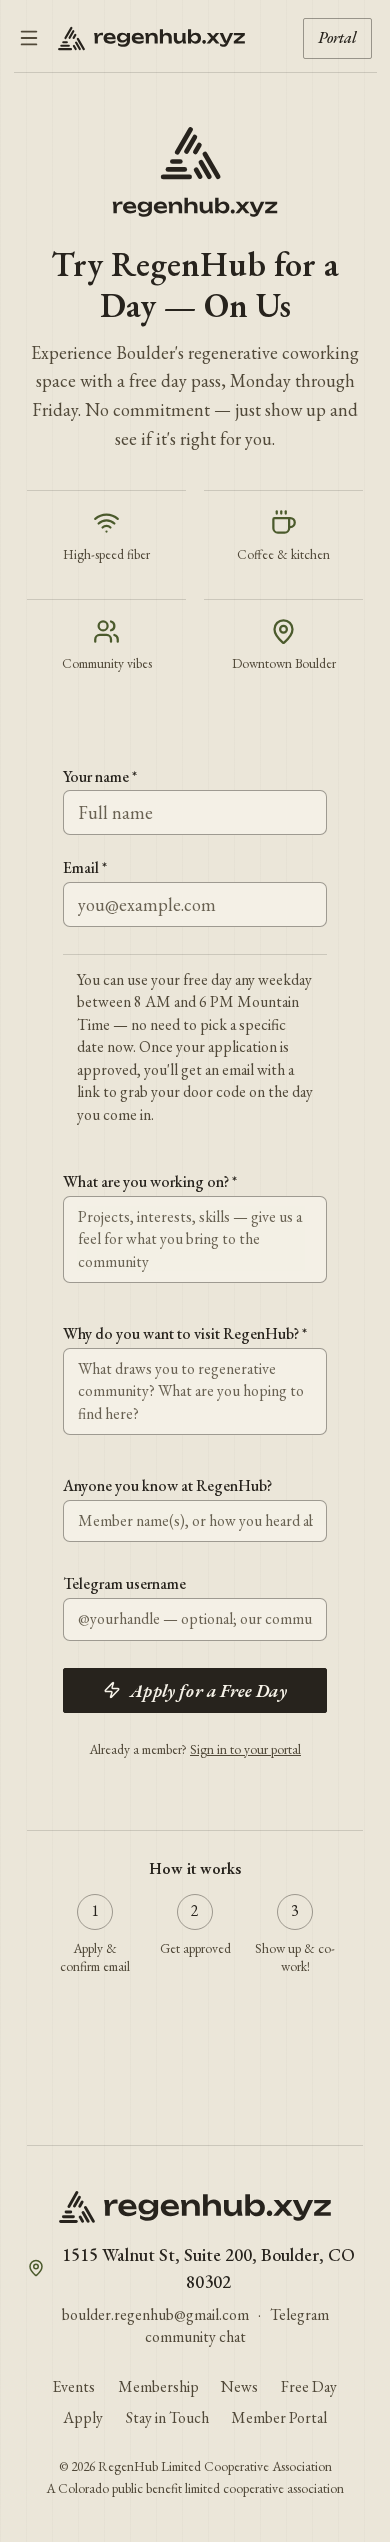 regenhub.xyz
Portal
regenhub.xyz
Try RegenHub for a
Day — On Us
Experience Boulder's regenerative coworking
space with a free day pass, Monday through
Friday. No commitment — just show up and
see if it's right for you.
High-speed fiber
Coffee & kitchen
Community vibes
Downtown Boulder
Your name *
Full name
Email *
you@example.com
You can use your free day any weekday
between 8 AM and 6 PM Mountain
Time — no need to pick a specific
date now. Once your application is
approved, you'll get an email with a
link to grab your door code on the day
you come in.
What are you working on? *
Projects, interests, skills — give us a
feel for what you bring to the
community
Why do you want to visit RegenHub? *
What draws you to regenerative
community? What are you hoping to
find here?
Anyone you know at RegenHub?
Member name(s), or how you heard
Telegram username
@yourhandle — optional; our commu
Apply for a Free Day
Already a member? Sign in to your portal
How it works
1
2
3
Apply &
confirm email
Get approved
Show up & co-
work!
regenhub.xyz
1515 Walnut St, Suite 200, Boulder, CO
80302
boulder.regenhub@gmail.com · Telegram
community chat
Events Membership News Free Day
Apply Stay in Touch Member Portal
© 2026 RegenHub Limited Cooperative Association
A Colorado public benefit limited cooperative association